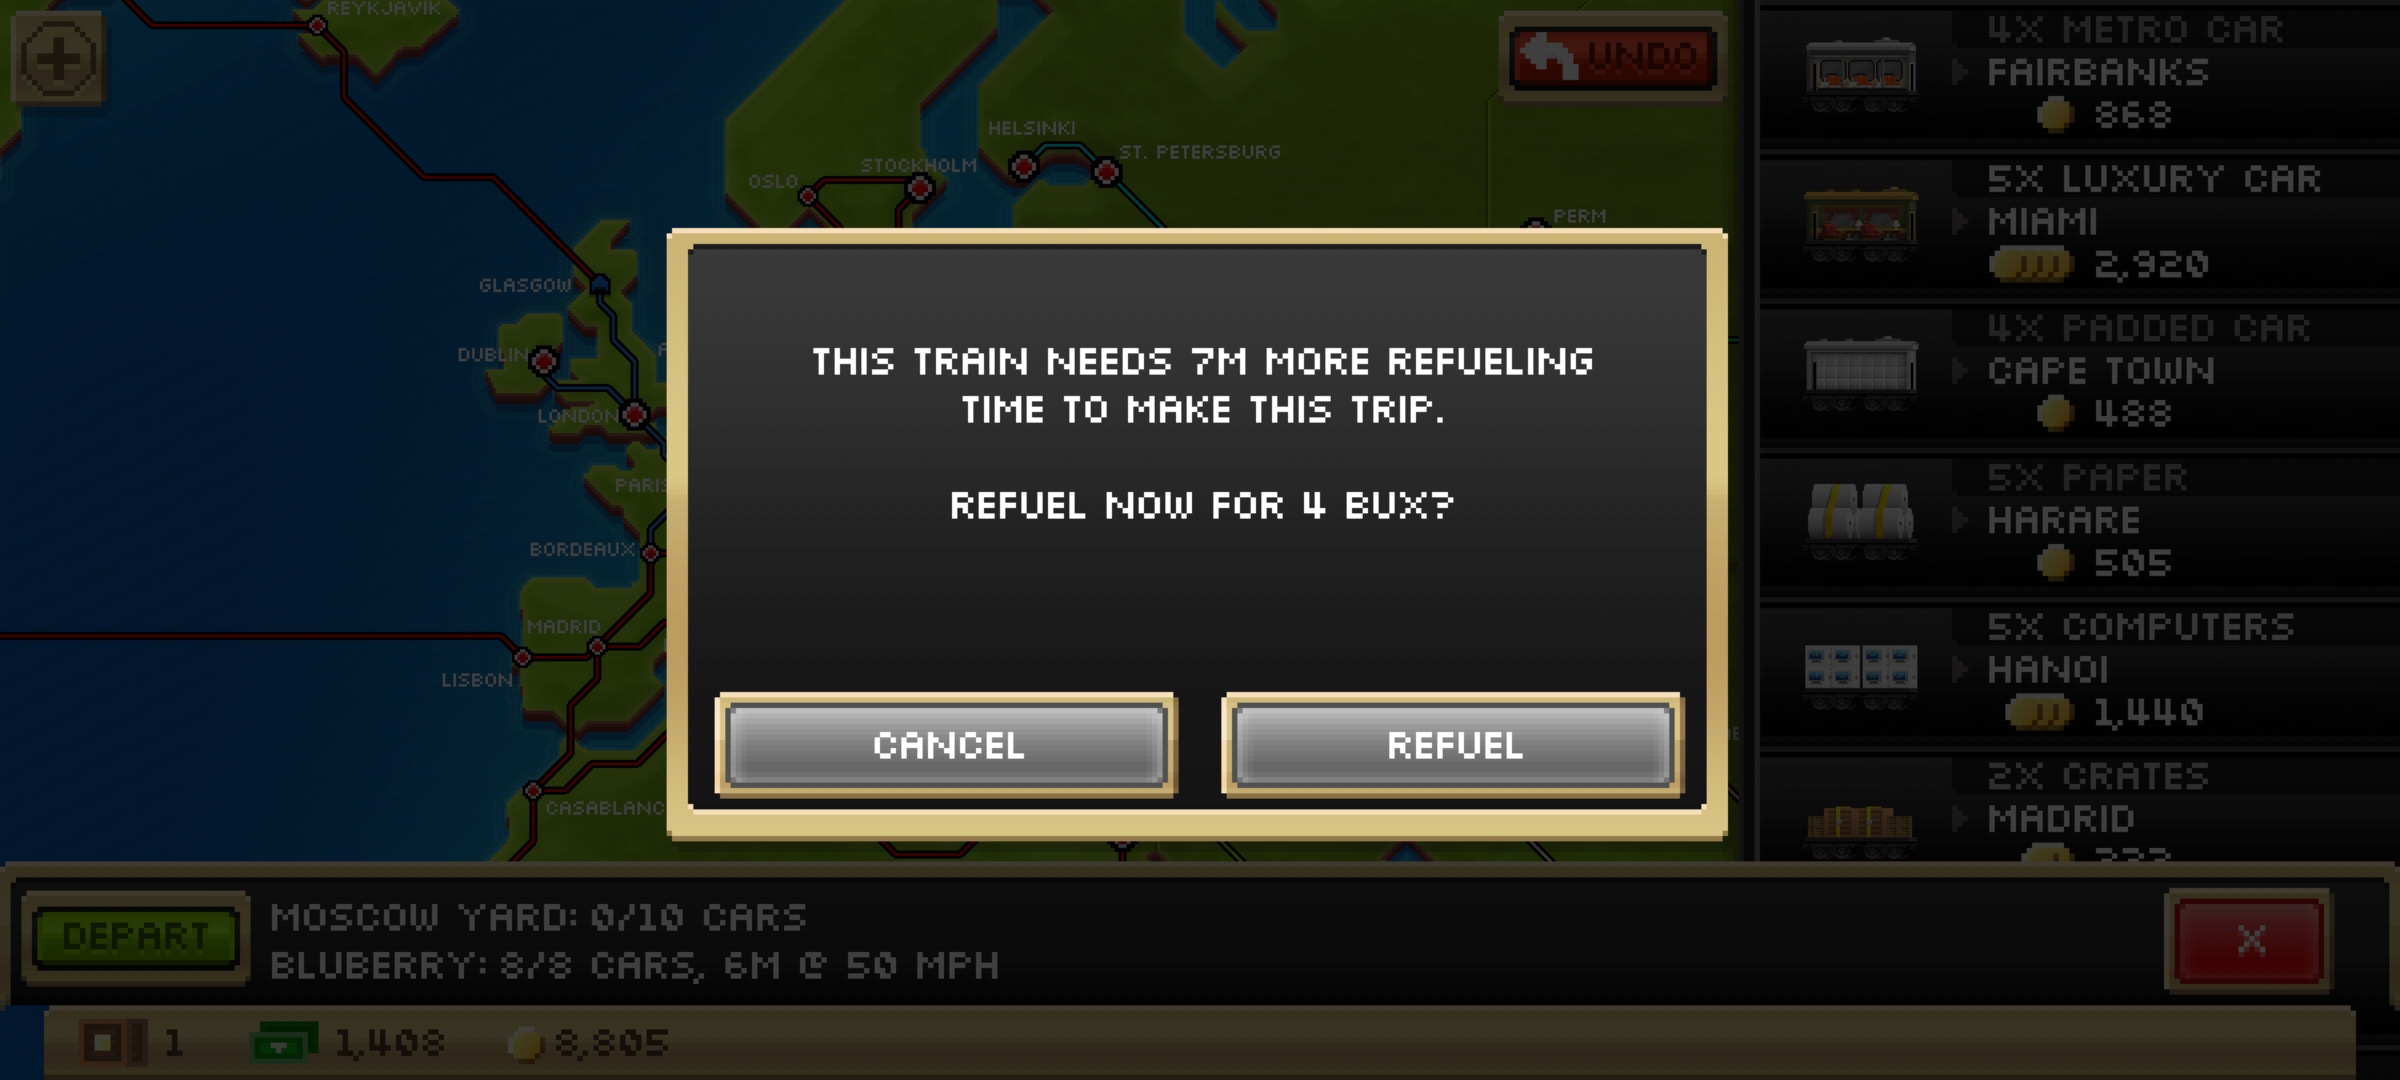 REYKJAVIK
UNDO
HELSINKI
ST. PETERSBURG
STOCKHOLM
OSLO
PERM
GLASGOW
DUBLIN
LONDON
PARIS
BORDEAUX
MADRID
LISBON
CASABLANC
THIS TRAIN NEEDS 7M MORE REFUELING
TIME TO MAKE THIS TRIP.
REFUEL NOW FOR 4 BUX?
CANCEL
REFUEL
4X METRO CAR
FAIRBANKS
868
5X LUXURY CAR
MIAMI
2,920
4X PADDED CAR
CAPE TOWN
488
5X PAPER
HARARE
505
5X COMPUTERS
HANOI
1,440
2X CRATES
MADRID
DEPART
MOSCOW YARD: 0/10 CARS
BLUBERRY: 8/8 CARS, 6M @ 50 MPH
X
1
1,408
8,805